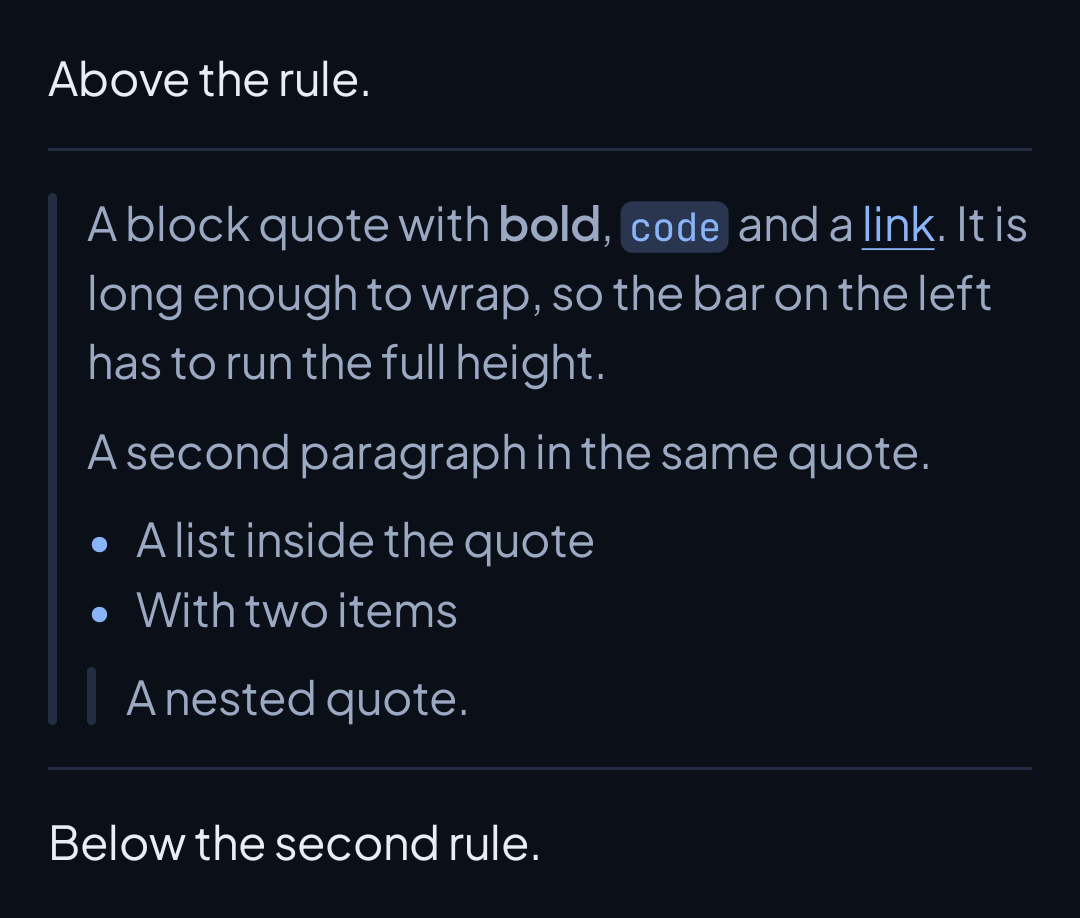 Above the rule.
A block quote with bold, code and a link. It is
long enough to wrap, so the bar on the left
has to run the full height.
A second paragraph in the same quote.
• A list inside the quote
• With two items
A nested quote.
Below the second rule.